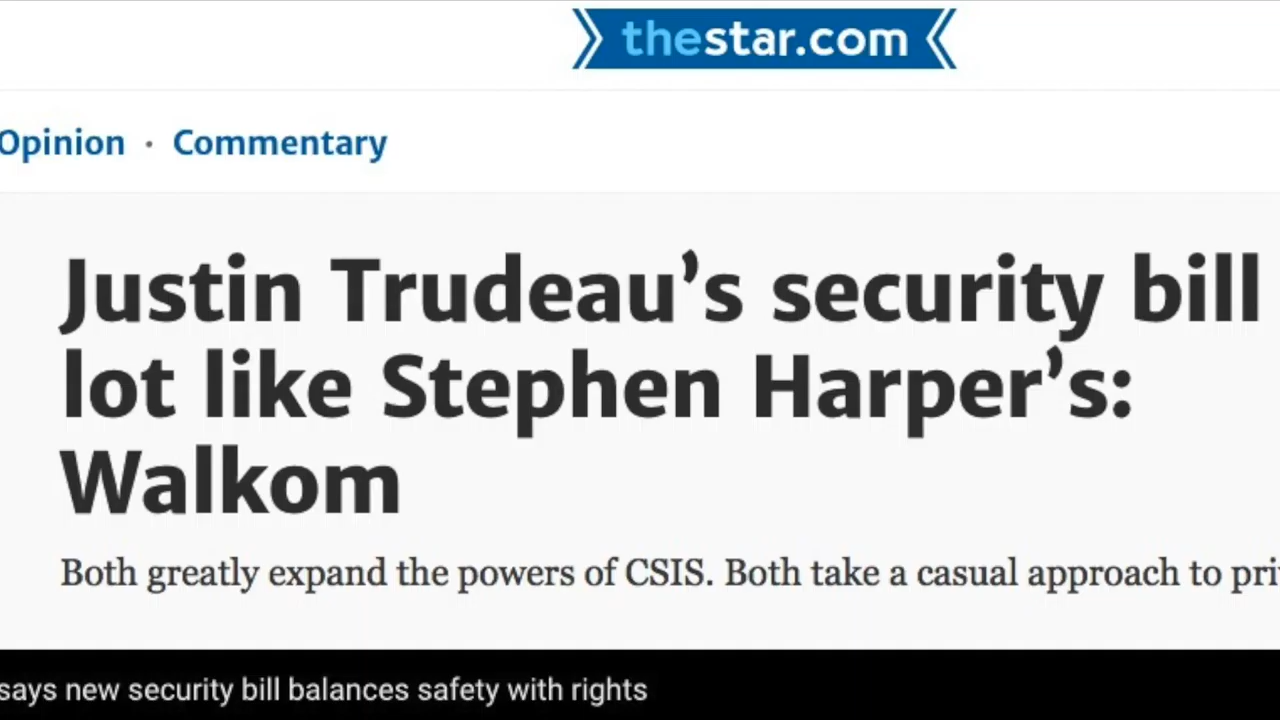 thestar.com
Opinion · Commentary
Justin Trudeau's security bill
lot like Stephen Harper's:
Walkom
Both greatly expand the powers of CSIS. Both take a casual approach to
says new security bill balances safety with rights